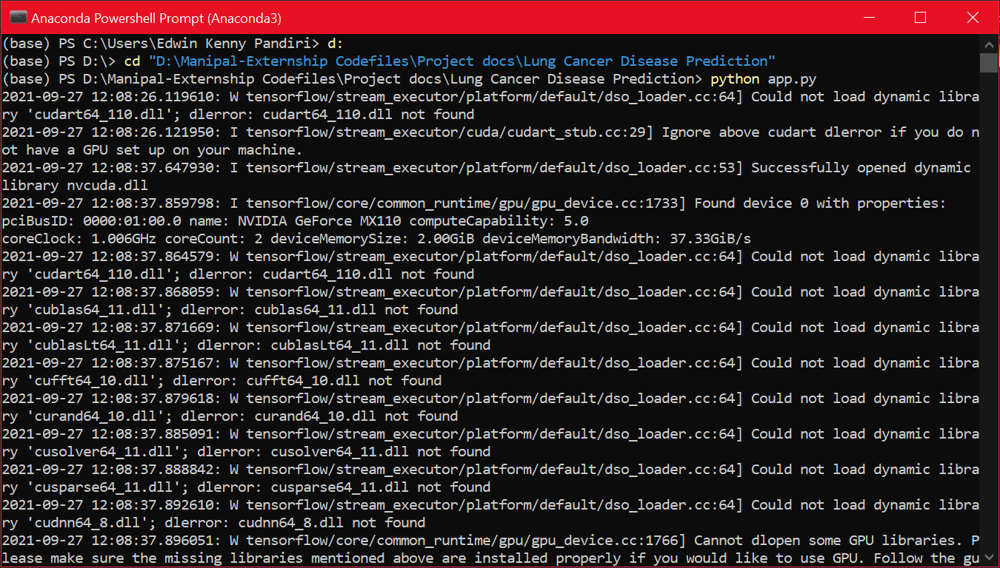 Anaconda Powershell Prompt (Anaconda3)
(base) PS C:\Users\Edwin Kenny Pandiri> d:
(base) PS D:\> cd "D:\Manipal-Externship Codefiles\Project docs\Lung Cancer Disease Prediction"
(base) PS D:\Manipal-Externship Codefiles\Project docs\Lung Cancer Disease Prediction> python app.py
2021-09-27 12:08:26.119610: W tensorflow/stream_executor/platform/default/dso_loader.cc:64] Could not load dynamic libra
ry 'cudart64_110.dll'; dlerror: cudart64_110.dll not found
2021-09-27 12:08:26.121950: I tensorflow/stream_executor/cuda/cudart_stub.cc:29] Ignore above cudart dlerror if you do n
ot have a GPU set up on your machine.
2021-09-27 12:08:37.647930: I tensorflow/stream_executor/platform/default/dso_loader.cc:53] Successfully opened dynamic
library nvcuda.dll
2021-09-27 12:08:37.859798: I tensorflow/core/common_runtime/gpu/gpu_device.cc:1733] Found device 0 with properties:
pciBusID: 0000:01:00.0 name: NVIDIA GeForce MX110 computeCapability: 5.0
coreClock: 1.006GHz coreCount: 2 deviceMemorySize: 2.00GiB deviceMemoryBandwidth: 37.33GiB/s
2021-09-27 12:08:37.864579: W tensorflow/stream_executor/platform/default/dso_loader.cc:64] Could not load dynamic libra
ry 'cudart64_110.dll'; dlerror: cudart64_110.dll not found
2021-09-27 12:08:37.868059: W tensorflow/stream_executor/platform/default/dso_loader.cc:64] Could not load dynamic libra
ry 'cublas64_11.dll'; dlerror: cublas64_11.dll not found
2021-09-27 12:08:37.871669: W tensorflow/stream_executor/platform/default/dso_loader.cc:64] Could not load dynamic libra
ry 'cublasLt64_11.dll'; dlerror: cublasLt64_11.dll not found
2021-09-27 12:08:37.875167: W tensorflow/stream_executor/platform/default/dso_loader.cc:64] Could not load dynamic libra
ry 'cufft64_10.dll'; dlerror: cufft64_10.dll not found
2021-09-27 12:08:37.879618: W tensorflow/stream_executor/platform/default/dso_loader.cc:64] Could not load dynamic libra
ry 'curand64_10.dll'; dlerror: curand64_10.dll not found
2021-09-27 12:08:37.885091: W tensorflow/stream_executor/platform/default/dso_loader.cc:64] Could not load dynamic libra
ry 'cusolver64_11.dll'; dlerror: cusolver64_11.dll not found
2021-09-27 12:08:37.888842: W tensorflow/stream_executor/platform/default/dso_loader.cc:64] Could not load dynamic libra
ry 'cusparse64_11.dll'; dlerror: cusparse64_11.dll not found
2021-09-27 12:08:37.892610: W tensorflow/stream_executor/platform/default/dso_loader.cc:64] Could not load dynamic libra
ry 'cudnn64_8.dll'; dlerror: cudnn64_8.dll not found
2021-09-27 12:08:37.896051: W tensorflow/core/common_runtime/gpu/gpu_device.cc:1766] Cannot dlopen some GPU libraries. P
lease make sure the missing libraries mentioned above are installed properly if you would like to use GPU. Follow the gu